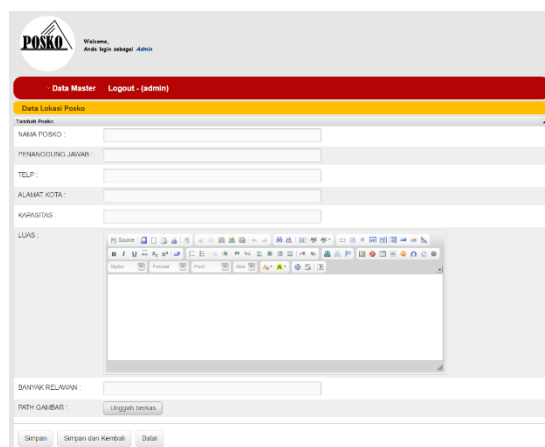 POSKO
Welcome,
Anda login sebagai Admin
Data Master Logout - (admin)
Data Lokasi Posko
Tambah Posko
NAMA POSKO :
PENANGGUNG JAWAB :
TELP :
ALAMAT KOTA :
KAPASITAS :
LUAS :
Source
Styles Format Font Size
BANYAK RELAWAN :
PATH GAMBAR : Unggah berkas
Simpan Simpan dan Kembali Batal